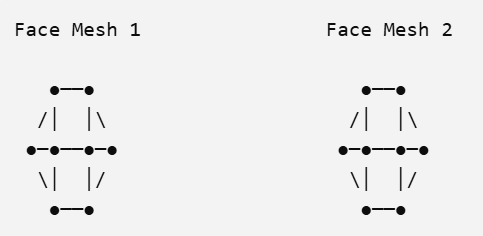 Face Mesh 1 Face Mesh 2
●──● ●──●
/│ │\ /│ │\
●─●──●─● ●─●──●─●
\│ │/ \│ │/
●──● ●──●